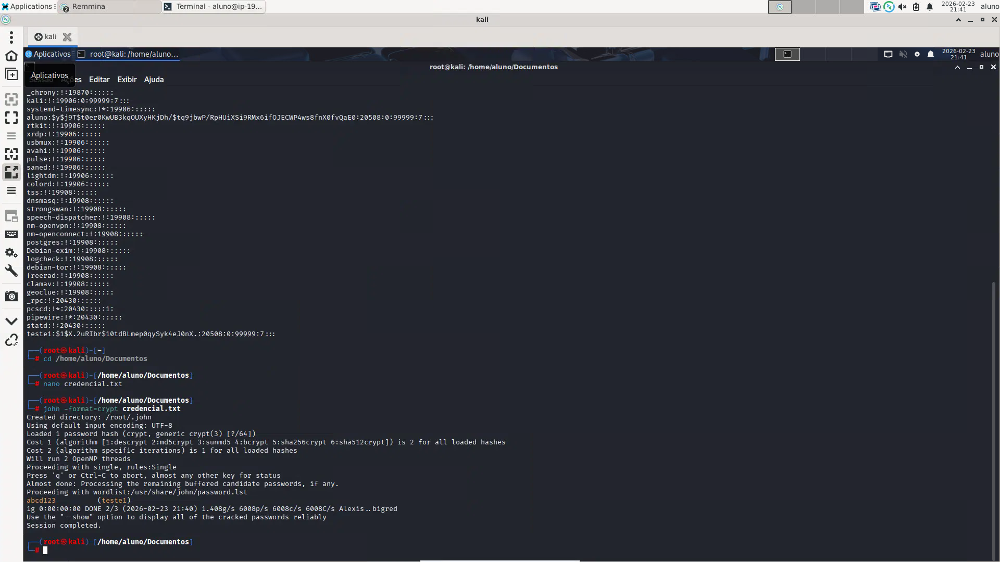 Applications
2
Remmina
Terminal - aluno@ip-19...
2026-02-23
21:41
aluno
kali
kali
Aplicativos
root@kali: /home/aluno...
2026-02-23
21:41
aluno
root@kali: /home/aluno/Documentos
Aplicativos
Sessão Ações Editar Exibir Ajuda
_chrony:!:19870::::::
kali:!:19906:0:99999:7:::
systemd-timesync:!*:19906::::::
aluno:$y$j9T$t0er0KwUB3kqOUXyHKjDh/$tq9jbwP/RpHUiXSi9RMx6ifOJECWP4ws8fnX0fvQaE0:20508:0:99999:7:::
rtkit:!:19906::::::
xrdp:!:19906::::::
usbmux:!:19906::::::
avahi:!:19906::::::
pulse:!:19906::::::
saned:!:19906::::::
lightdm:!:19906::::::
colord:!:19906::::::
tss:!:19908::::::
dnsmasq:!:19908::::::
strongswan:!:19908::::::
speech-dispatcher:!:19908::::::
nm-openvpn:!:19908::::::
nm-openconnect:!:19908::::::
postgres:!:19908::::::
Debian-exim:!:19908::::::
logcheck:!:19908::::::
debian-tor:!:19908::::::
freerad:!:19908::::::
clamav:!:19908::::::
geoclue:!:19908::::::
_rpc:!:20430::::::
pcscd:!*:20430::::1:
pipewire:!*:20430::::::
statd:!:20430::::::
teste1:$1$X.2uRIbr$10tdBLmep0qySyk4eJ0nX.:20508:0:99999:7:::
┌──(root㉿kali)-[~]
└─# cd /home/aluno/Documentos
┌──(root㉿kali)-[/home/aluno/Documentos]
└─# nano credencial.txt
┌──(root㉿kali)-[/home/aluno/Documentos]
└─# john -format=crypt credencial.txt
Created directory: /root/.john
Using default input encoding: UTF-8
Loaded 1 password hash (crypt, generic crypt(3) [?/64])
Cost 1 (algorithm [1:descrypt 2:md5crypt 3:sunmd5 4:bcrypt 5:sha256crypt 6:sha512crypt]) is 2 for all loaded hashes
Cost 2 (algorithm specific iterations) is 1 for all loaded hashes
Will run 2 OpenMP threads
Proceeding with single, rules:Single
Press 'q' or Ctrl-C to abort, almost any other key for status
Almost done: Processing the remaining buffered candidate passwords, if any.
Proceeding with wordlist:/usr/share/john/password.lst
abcd123 (teste1)
1g 0:00:00:00 DONE 2/3 (2026-02-23 21:40) 1.408g/s 6008p/s 6008c/s 6008C/s Alexis..bigred
Use the "--show" option to display all of the cracked passwords reliably
Session completed.
┌──(root㉿kali)-[/home/aluno/Documentos]
└─#